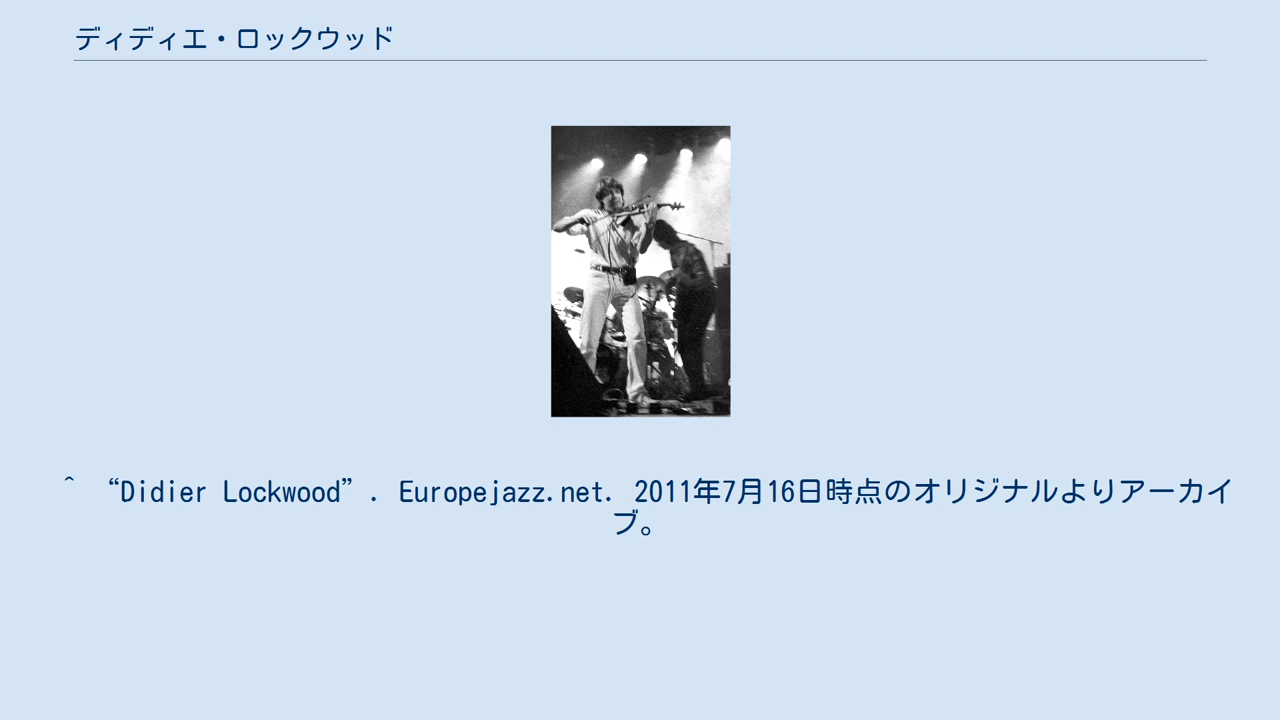 ディディエ・ロックウッド
^ “Didier Lockwood”. Europejazz.net. 2011年7月16日時点のオリジナルよりアーカイ
ブ。